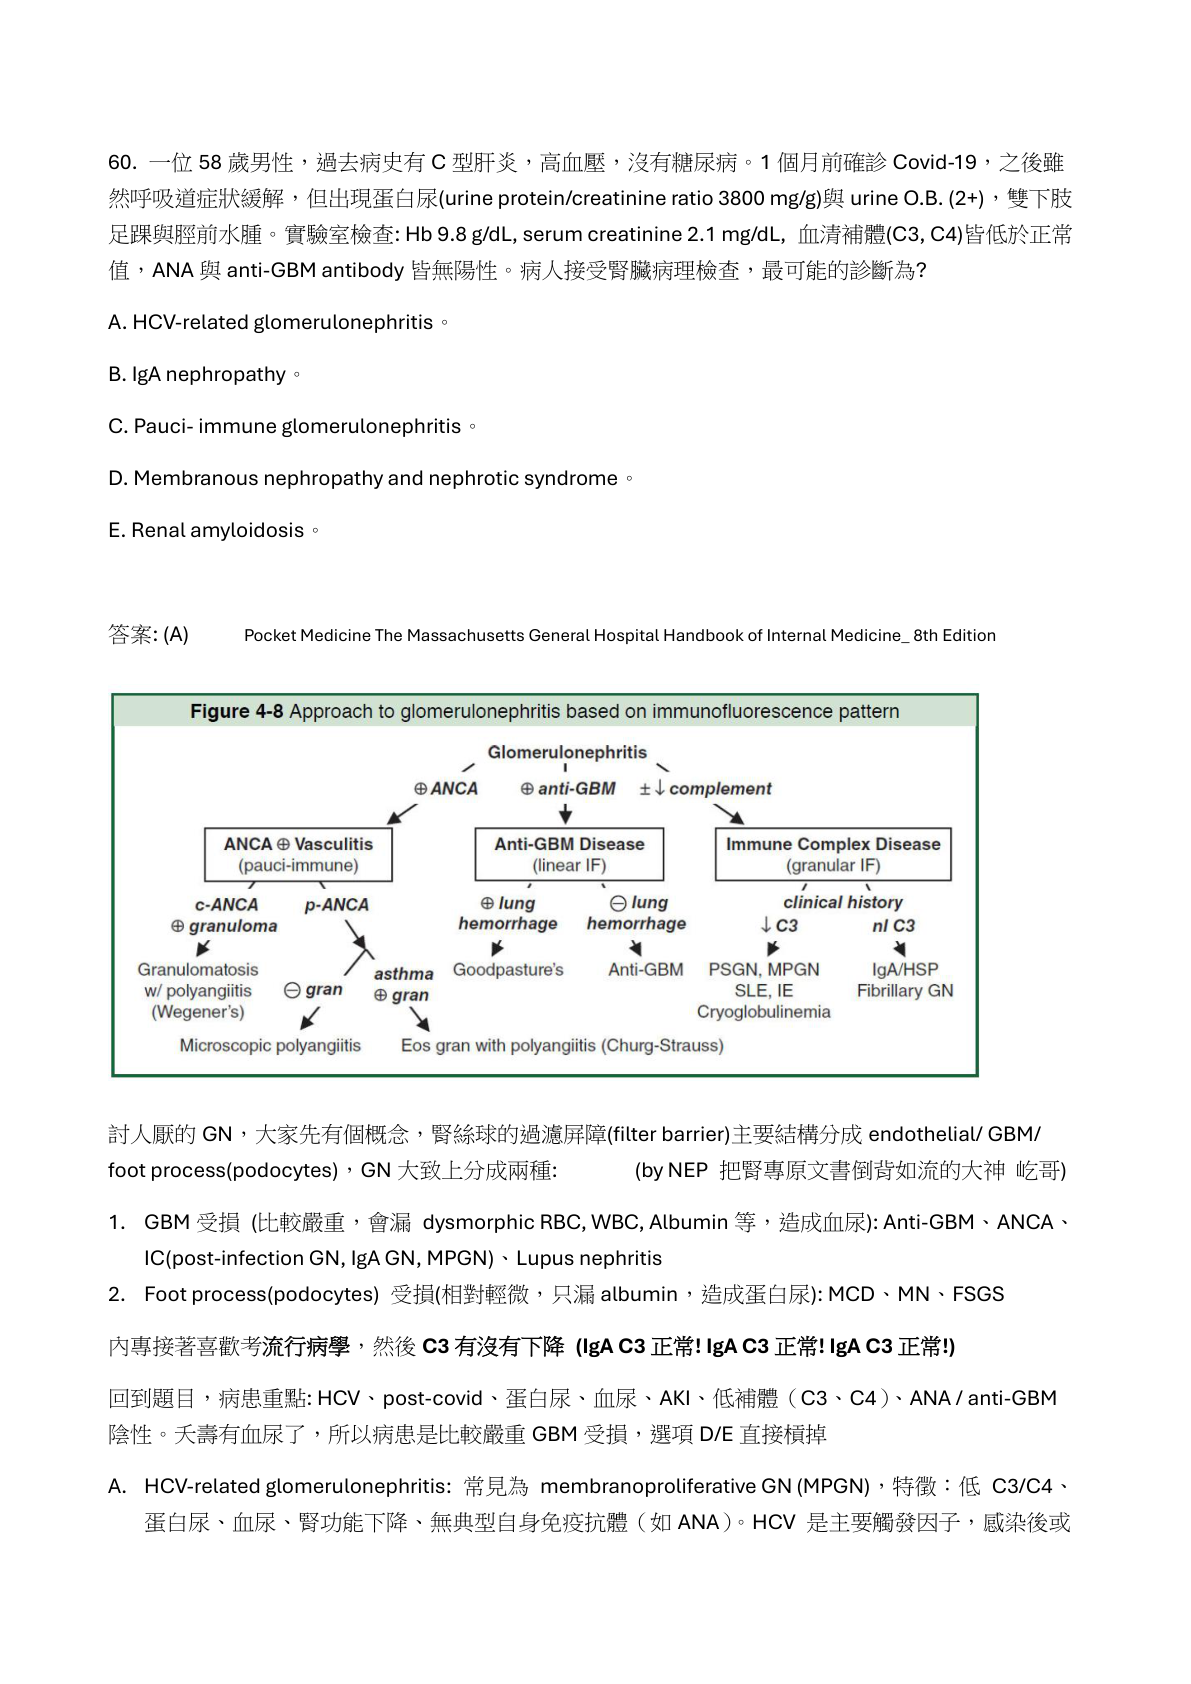 60. 一位 58 歲男性，過去病史有 C 型肝炎，高血壓，沒有糖尿病。1 個月前確診 Covid-19，之後雖
然呼吸道症狀緩解，但出現蛋白尿(urine protein/creatinine ratio 3800 mg/g)與 urine O.B. (2+)，雙下肢
足踝與脛前水腫。實驗室檢查: Hb 9.8 g/dL, serum creatinine 2.1 mg/dL, 血清補體(C3, C4)皆低於正常
值，ANA 與 anti-GBM antibody 皆無陽性。病人接受腎臟病理檢查，最可能的診斷為?
A. HCV-related glomerulonephritis。
B. IgA nephropathy。
C. Pauci- immune glomerulonephritis。
D. Membranous nephropathy and nephrotic syndrome。
E. Renal amyloidosis。
答案: (A) Pocket Medicine The Massachusetts General Hospital Handbook of Internal Medicine_ 8th Edition
Figure 4-8 Approach to glomerulonephritis based on immunofluorescence pattern
Glomerulonephritis
⊕ ANCA ⊕ anti-GBM ±↓ complement
ANCA ⊕ Vasculitis Anti-GBM Disease Immune Complex Disease
(pauci-immune) (linear IF) (granular IF)
c-ANCA p-ANCA ⊕ lung ⊖ lung clinical history
⊕ granuloma hemorrhage hemorrhage ↓ C3 nl C3
Granulomatosis asthma Goodpasture's Anti-GBM PSGN, MPGN IgA/HSP
w/ polyangiitis ⊖ gran ⊕ gran SLE, IE Fibrillary GN
(Wegener's) Cryoglobulinemia
Microscopic polyangiitis Eos gran with polyangiitis (Churg-Strauss)
討人厭的 GN，大家先有個概念，腎絲球的過濾屏障(filter barrier)主要結構分成 endothelial/ GBM/
foot process(podocytes)，GN 大致上分成兩種: (by NEP 把腎專原文書倒背如流的大神 屹哥)
1. GBM 受損 (比較嚴重，會漏 dysmorphic RBC, WBC, Albumin 等，造成血尿): Anti-GBM、ANCA、
IC(post-infection GN, IgA GN, MPGN)、Lupus nephritis
2. Foot process(podocytes) 受損(相對輕微，只漏 albumin，造成蛋白尿): MCD、MN、FSGS
內專接著喜歡考流行病學，然後 C3 有沒有下降 (IgA C3 正常! IgA C3 正常! IgA C3 正常!)
回到題目，病患重點: HCV、post-covid、蛋白尿、血尿、AKI、低補體（C3、C4）、ANA / anti-GBM
陰性。夭壽有血尿了，所以病患是比較嚴重 GBM 受損，選項 D/E 直接槓掉
A. HCV-related glomerulonephritis: 常見為 membranoproliferative GN (MPGN)，特徵：低 C3/C4、
蛋白尿、血尿、腎功能下降、無典型自身免疫抗體（如 ANA）。HCV 是主要觸發因子，感染後或